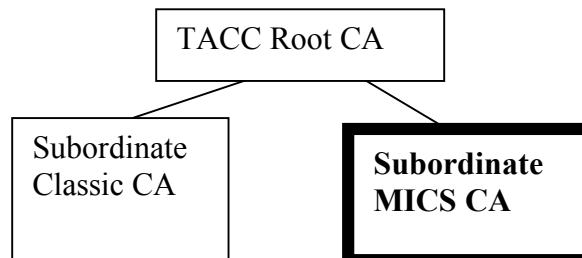 TACC Root CA
Subordinate
Classic CA
Subordinate
MICS CA